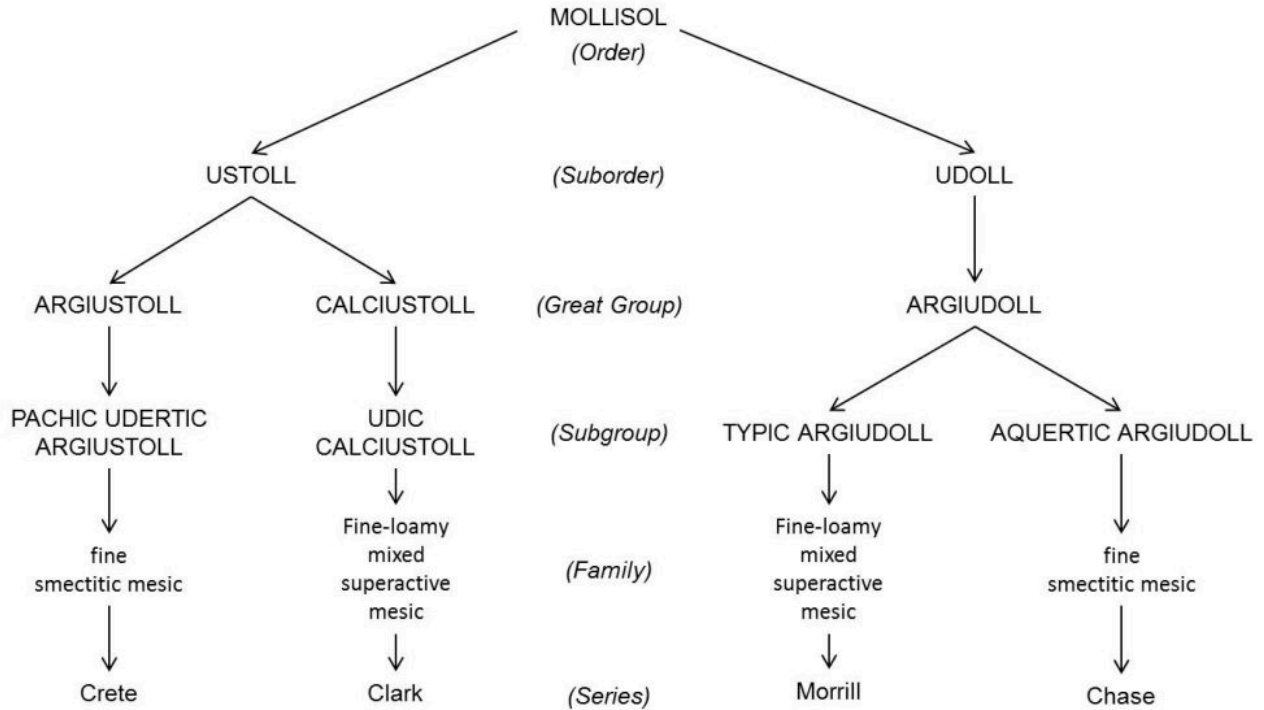 MOLLISOL
(Order)
USTOLL
(Suborder)
UDOLL
ARGIUSTOLL
CALCIUSTOLL
(Great Group)
ARGIUDOLL
PACHIC UDERTIC
ARGIUSTOLL
UDIC
CALCIUSTOLL
(Subgroup)
TYPIC ARGIUDOLL
AQUERTIC ARGIUDOLL
fine
smectitic mesic
Fine-loamy
mixed
superactive
mesic
(Family)
Fine-loamy
mixed
superactive
mesic
fine
smectitic mesic
Crete
Clark
(Series)
Morrill
Chase